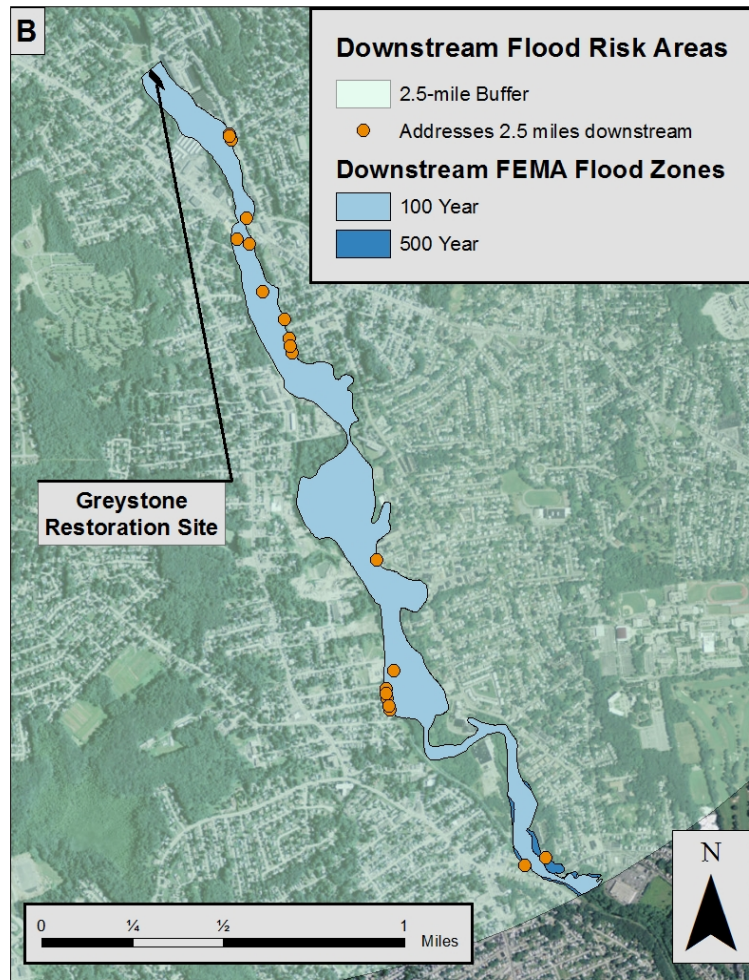 B
Downstream Flood Risk Areas
2.5-mile Buffer
Addresses 2.5 miles downstream
Downstream FEMA Flood Zones
100 Year
500 Year
Greystone
Restoration Site
N
0 ¼ ½ 1
Miles